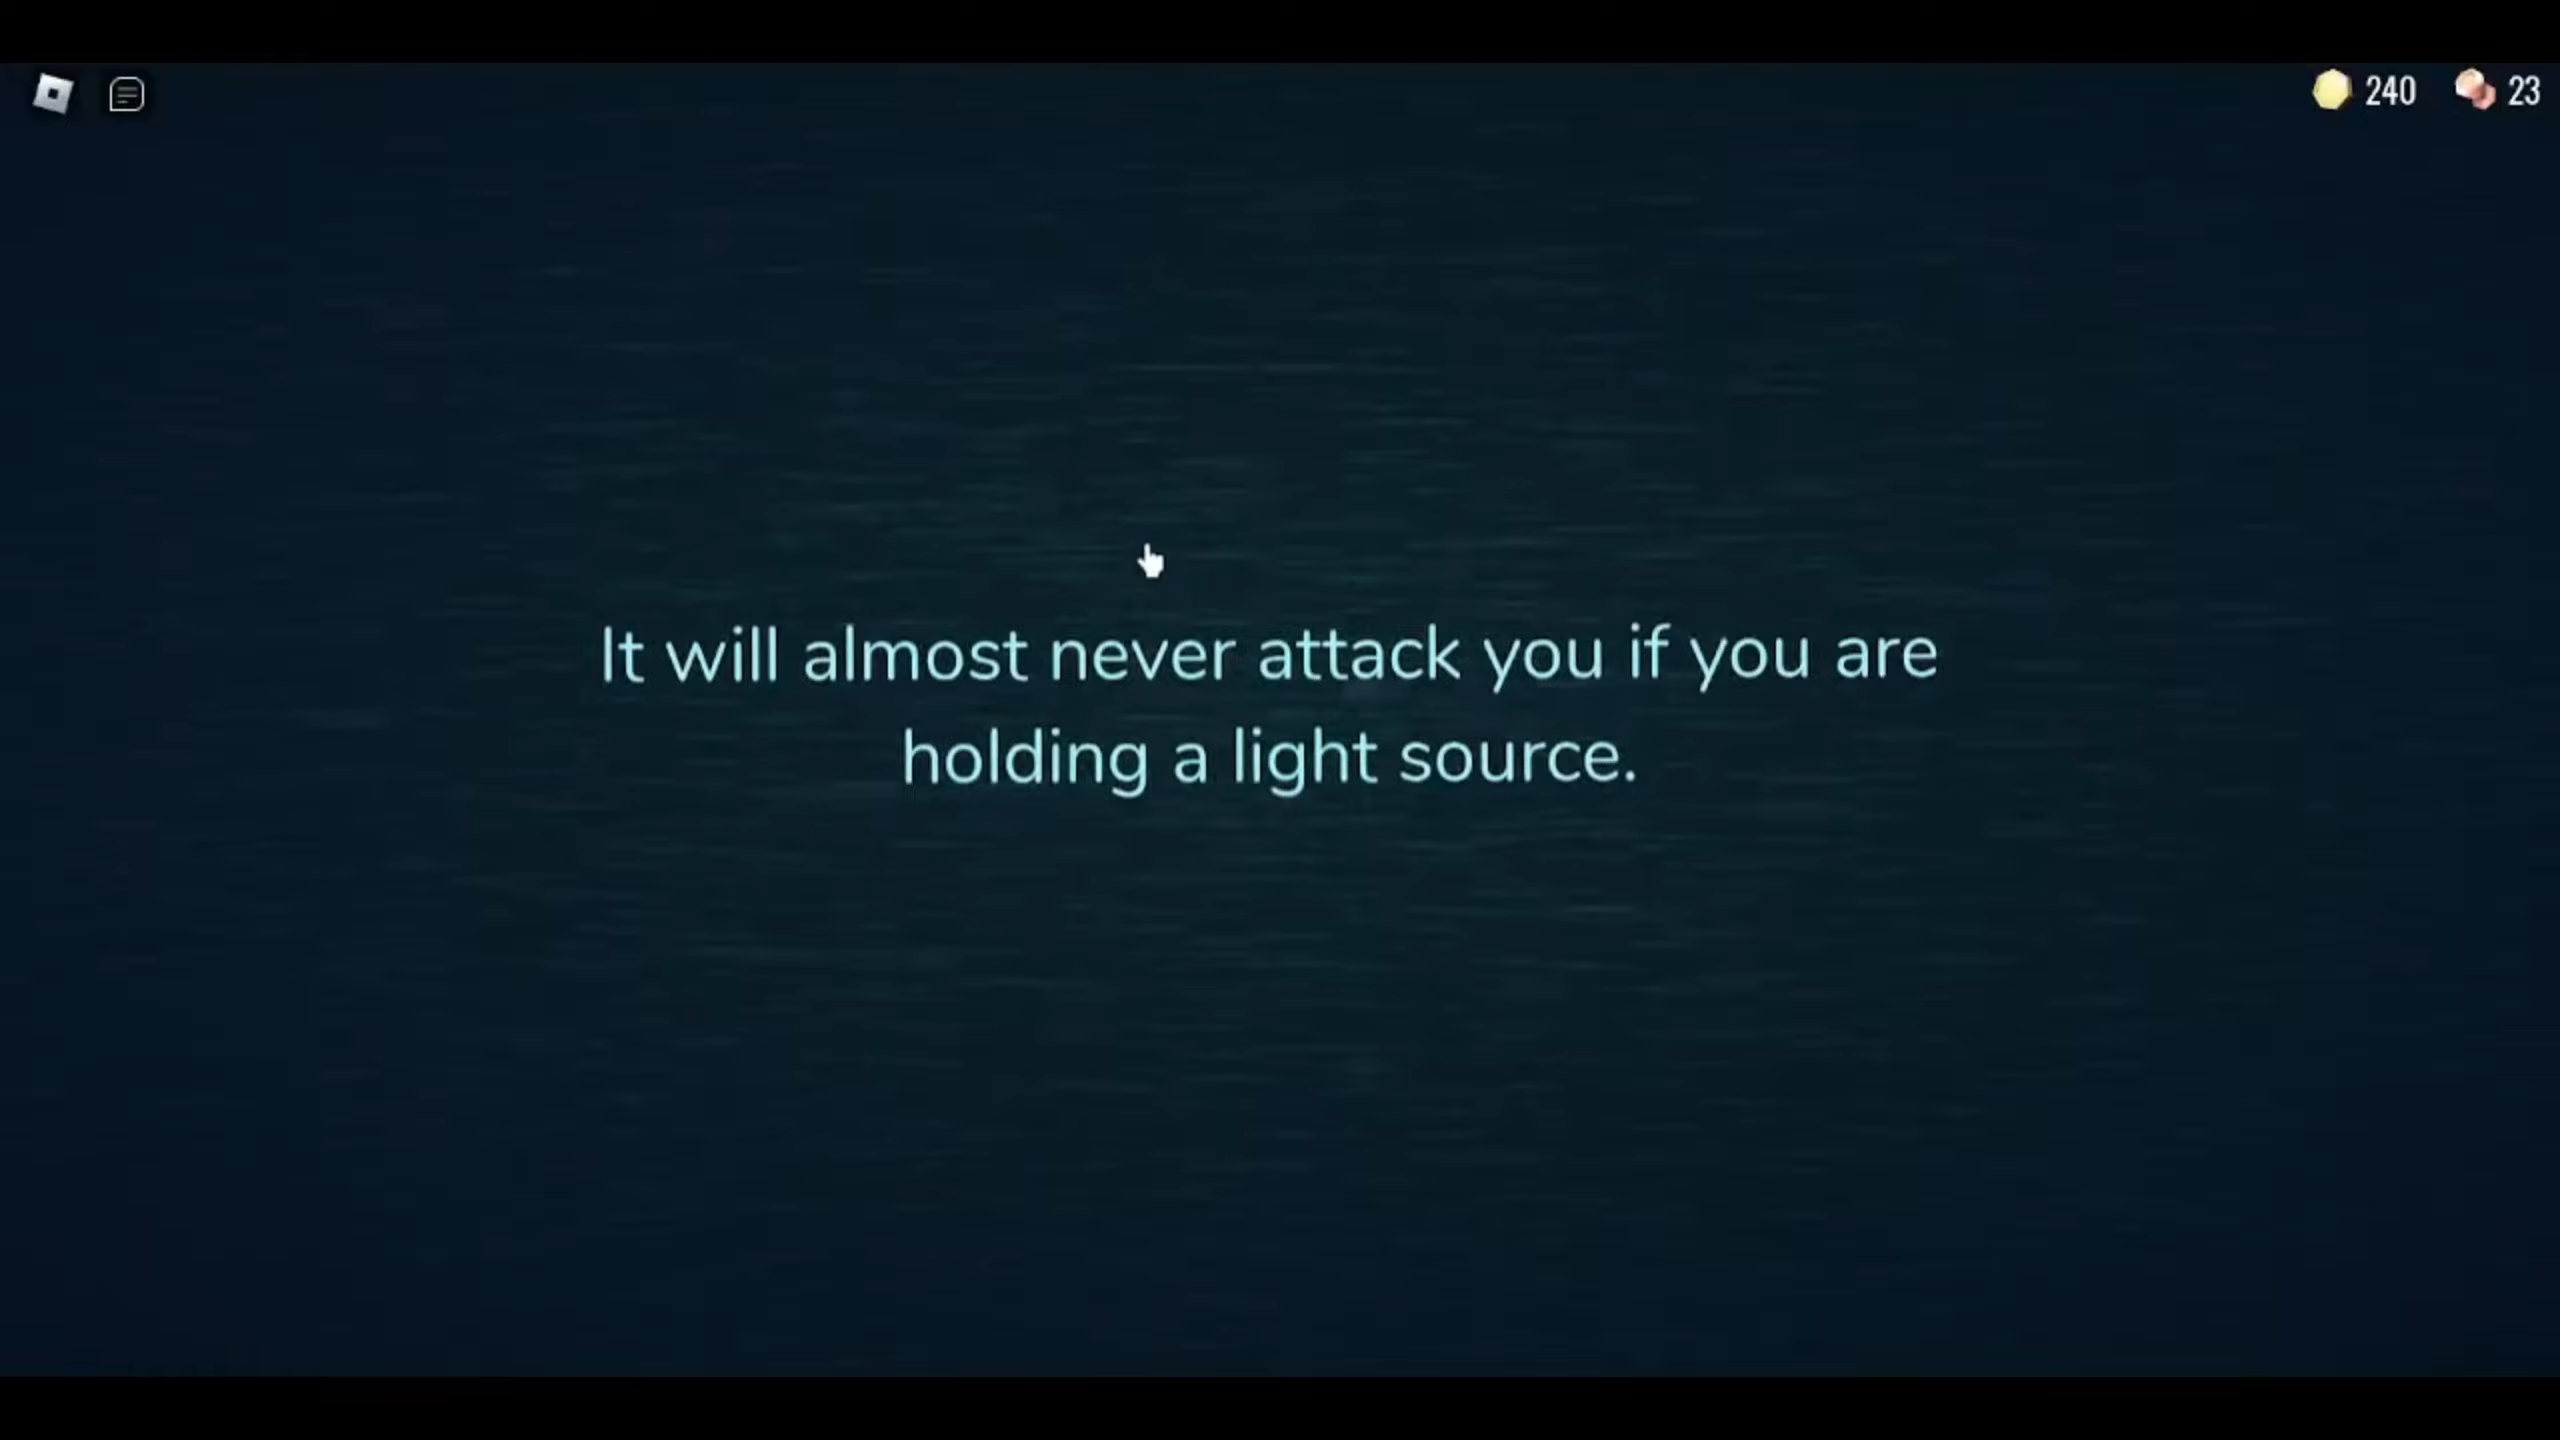 240 23
It will almost never attack you if you are
holding a light source.